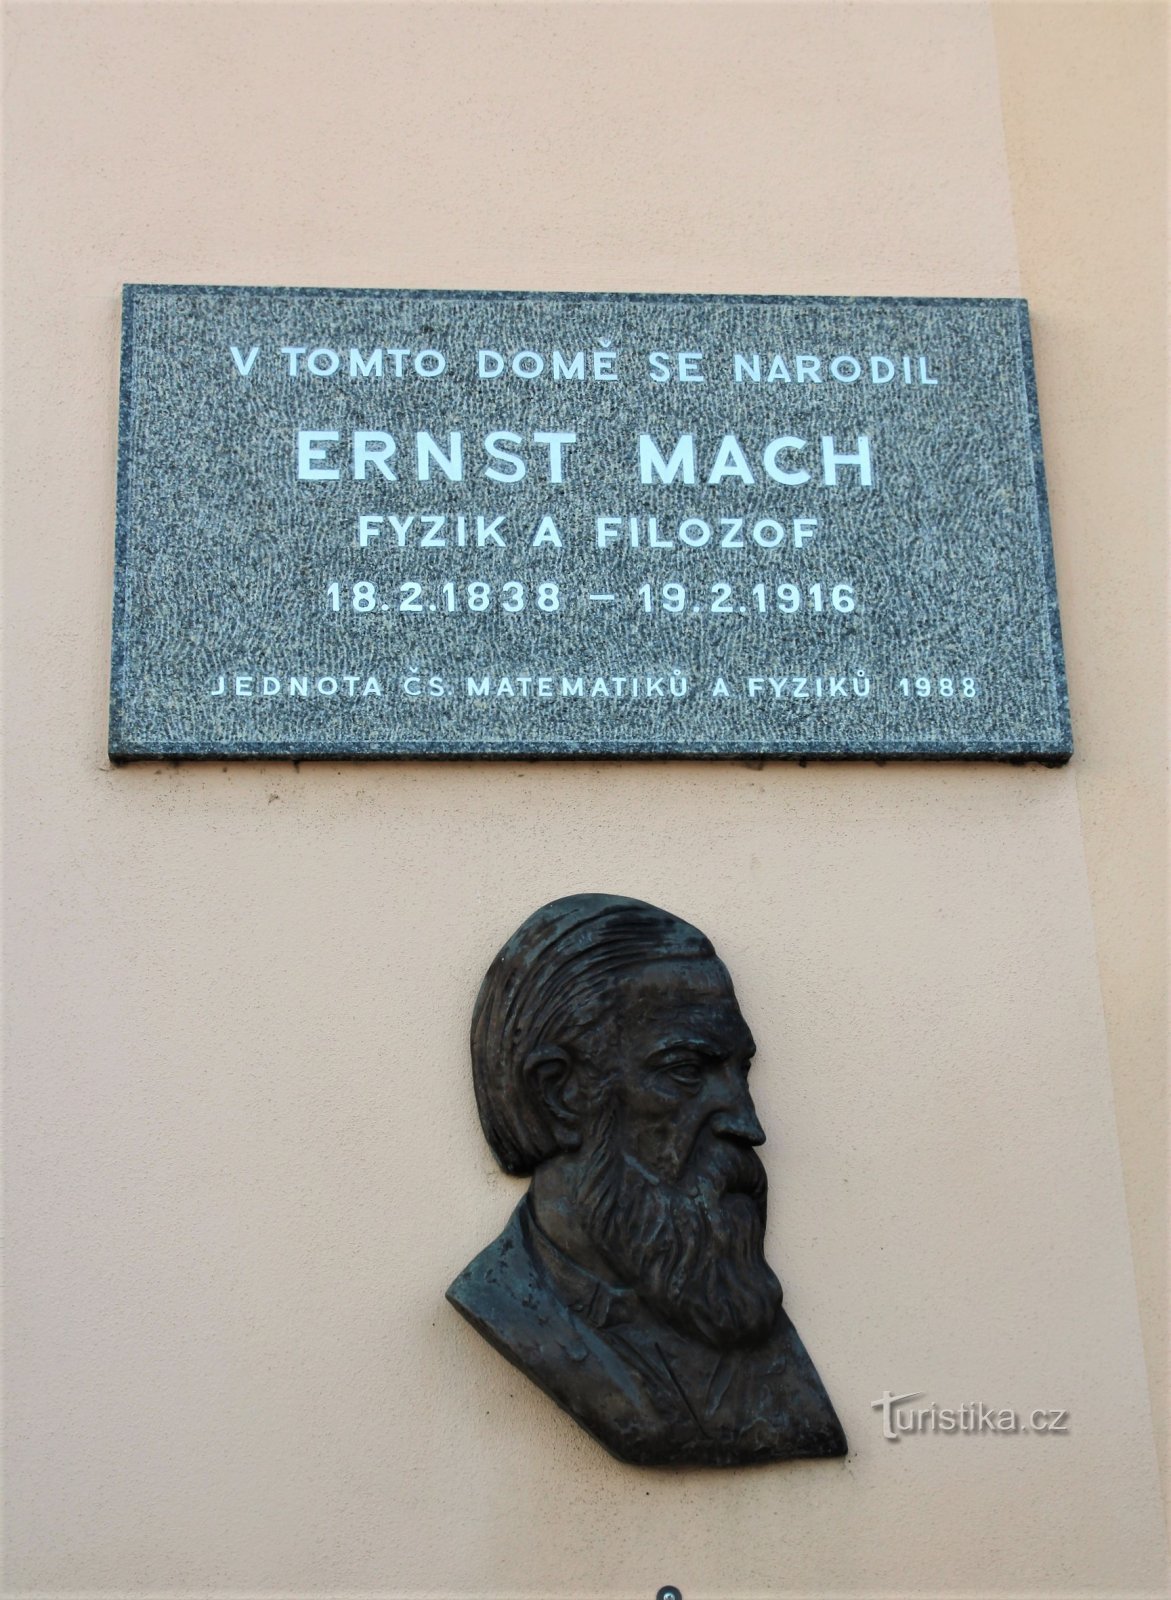 V TOMTO DOMĚ SE NARODIL
ERNST MACH
FYZIK A FILOZOF
18.2.1838 – 19.2.1916
JEDNOTA ČS. MATEMATIKŮ A FYZIKŮ 1988
Turistika.cz